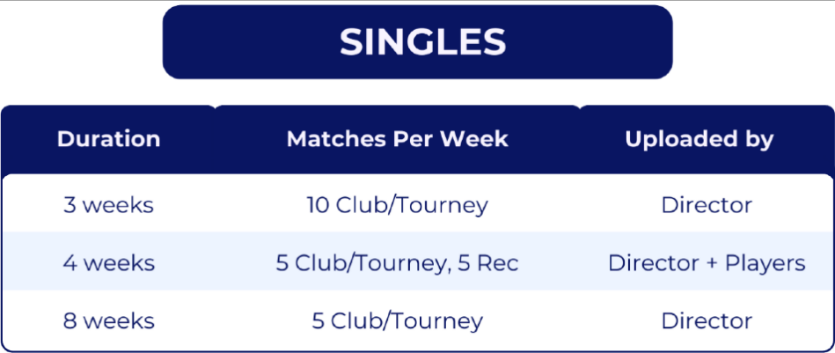 SINGLES
Duration Matches Per Week Uploaded by
3 weeks 10 Club/Tourney Director
4 weeks 5 Club/Tourney, 5 Rec Director + Players
8 weeks 5 Club/Tourney Director